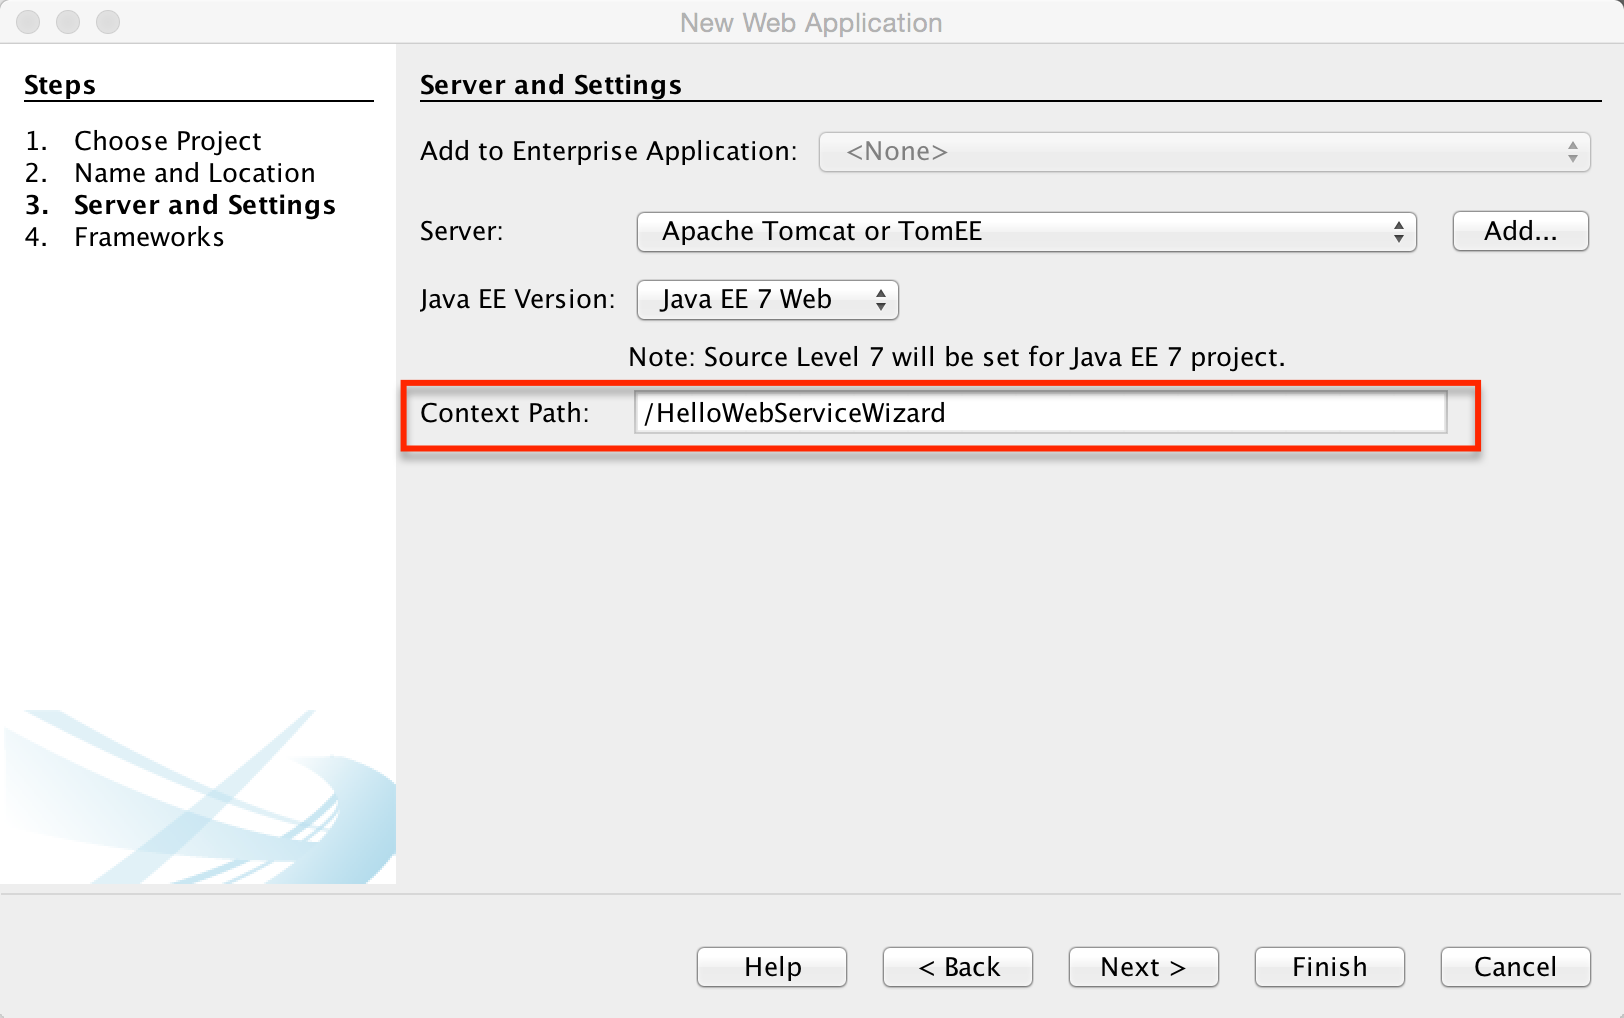 New Web Application
Steps
1. Choose Project
2. Name and Location
3. Server and Settings
4. Frameworks
Server and Settings
Add to Enterprise Application: <None>
Server: Apache Tomcat or TomEE Add...
Java EE Version: Java EE 7 Web
Note: Source Level 7 will be set for Java EE 7 project.
Context Path: /HelloWebServiceWizard
Help < Back Next > Finish Cancel